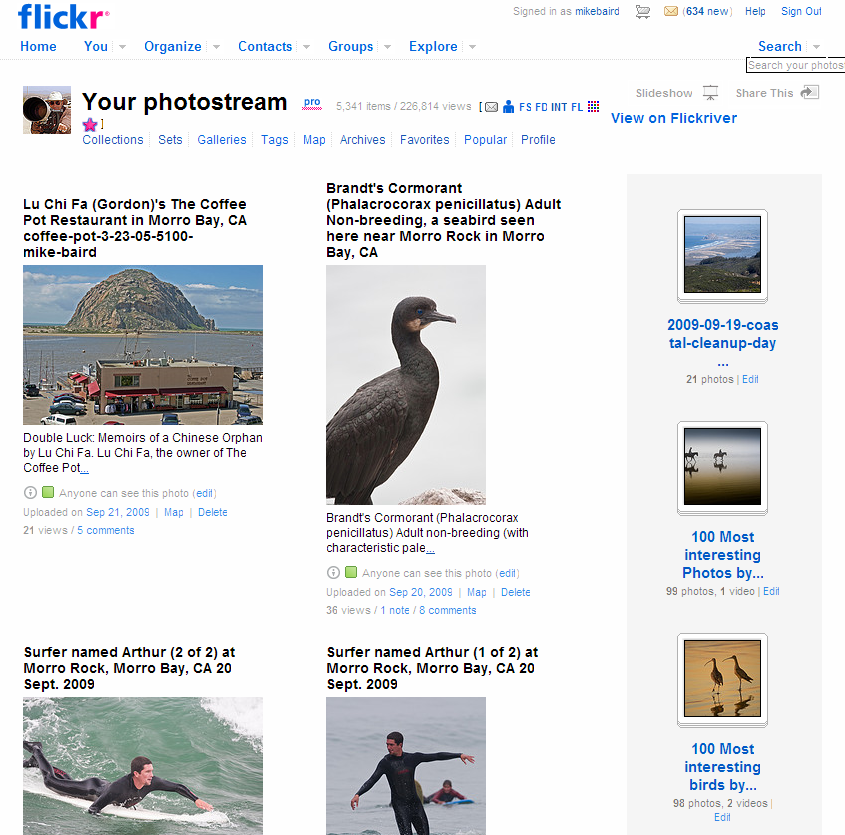 flickr
Signed in as mikebaird (634 new) Help Sign Out
Home You Organize Contacts Groups Explore Search
Search your photos
Your photostream pro 5,341 items / 226,814 views [ FS FD INT FL
]
Slideshow Share This
View on Flickriver
Collections Sets Galleries Tags Map Archives Favorites Popular Profile
Lu Chi Fa (Gordon)'s The Coffee
Pot Restaurant in Morro Bay, CA
coffee-pot-3-23-05-5100-
mike-baird
Double Luck: Memoirs of a Chinese Orphan
by Lu Chi Fa. Lu Chi Fa, the owner of The
Coffee Pot...
Anyone can see this photo (edit)
Uploaded on Sep 21, 2009 | Map | Delete
21 views / 5 comments
Brandt's Cormorant
(Phalacrocorax penicillatus) Adult
Non-breeding, a seabird seen
here near Morro Rock in Morro
Bay, CA
Brandt's Cormorant (Phalacrocorax
penicillatus) Adult non-breeding (with
characteristic pale...
Anyone can see this photo (edit)
Uploaded on Sep 20, 2009 | Map | Delete
36 views / 1 note / 8 comments
Surfer named Arthur (2 of 2) at
Morro Rock, Morro Bay, CA 20
Sept. 2009
Surfer named Arthur (1 of 2) at
Morro Rock, Morro Bay, CA 20
Sept. 2009
2009-09-19-coas
tal-cleanup-day
...
21 photos | Edit
100 Most
interesting
Photos by...
99 photos, 1 video | Edit
100 Most
interesting
birds by...
98 photos, 2 videos |
Edit